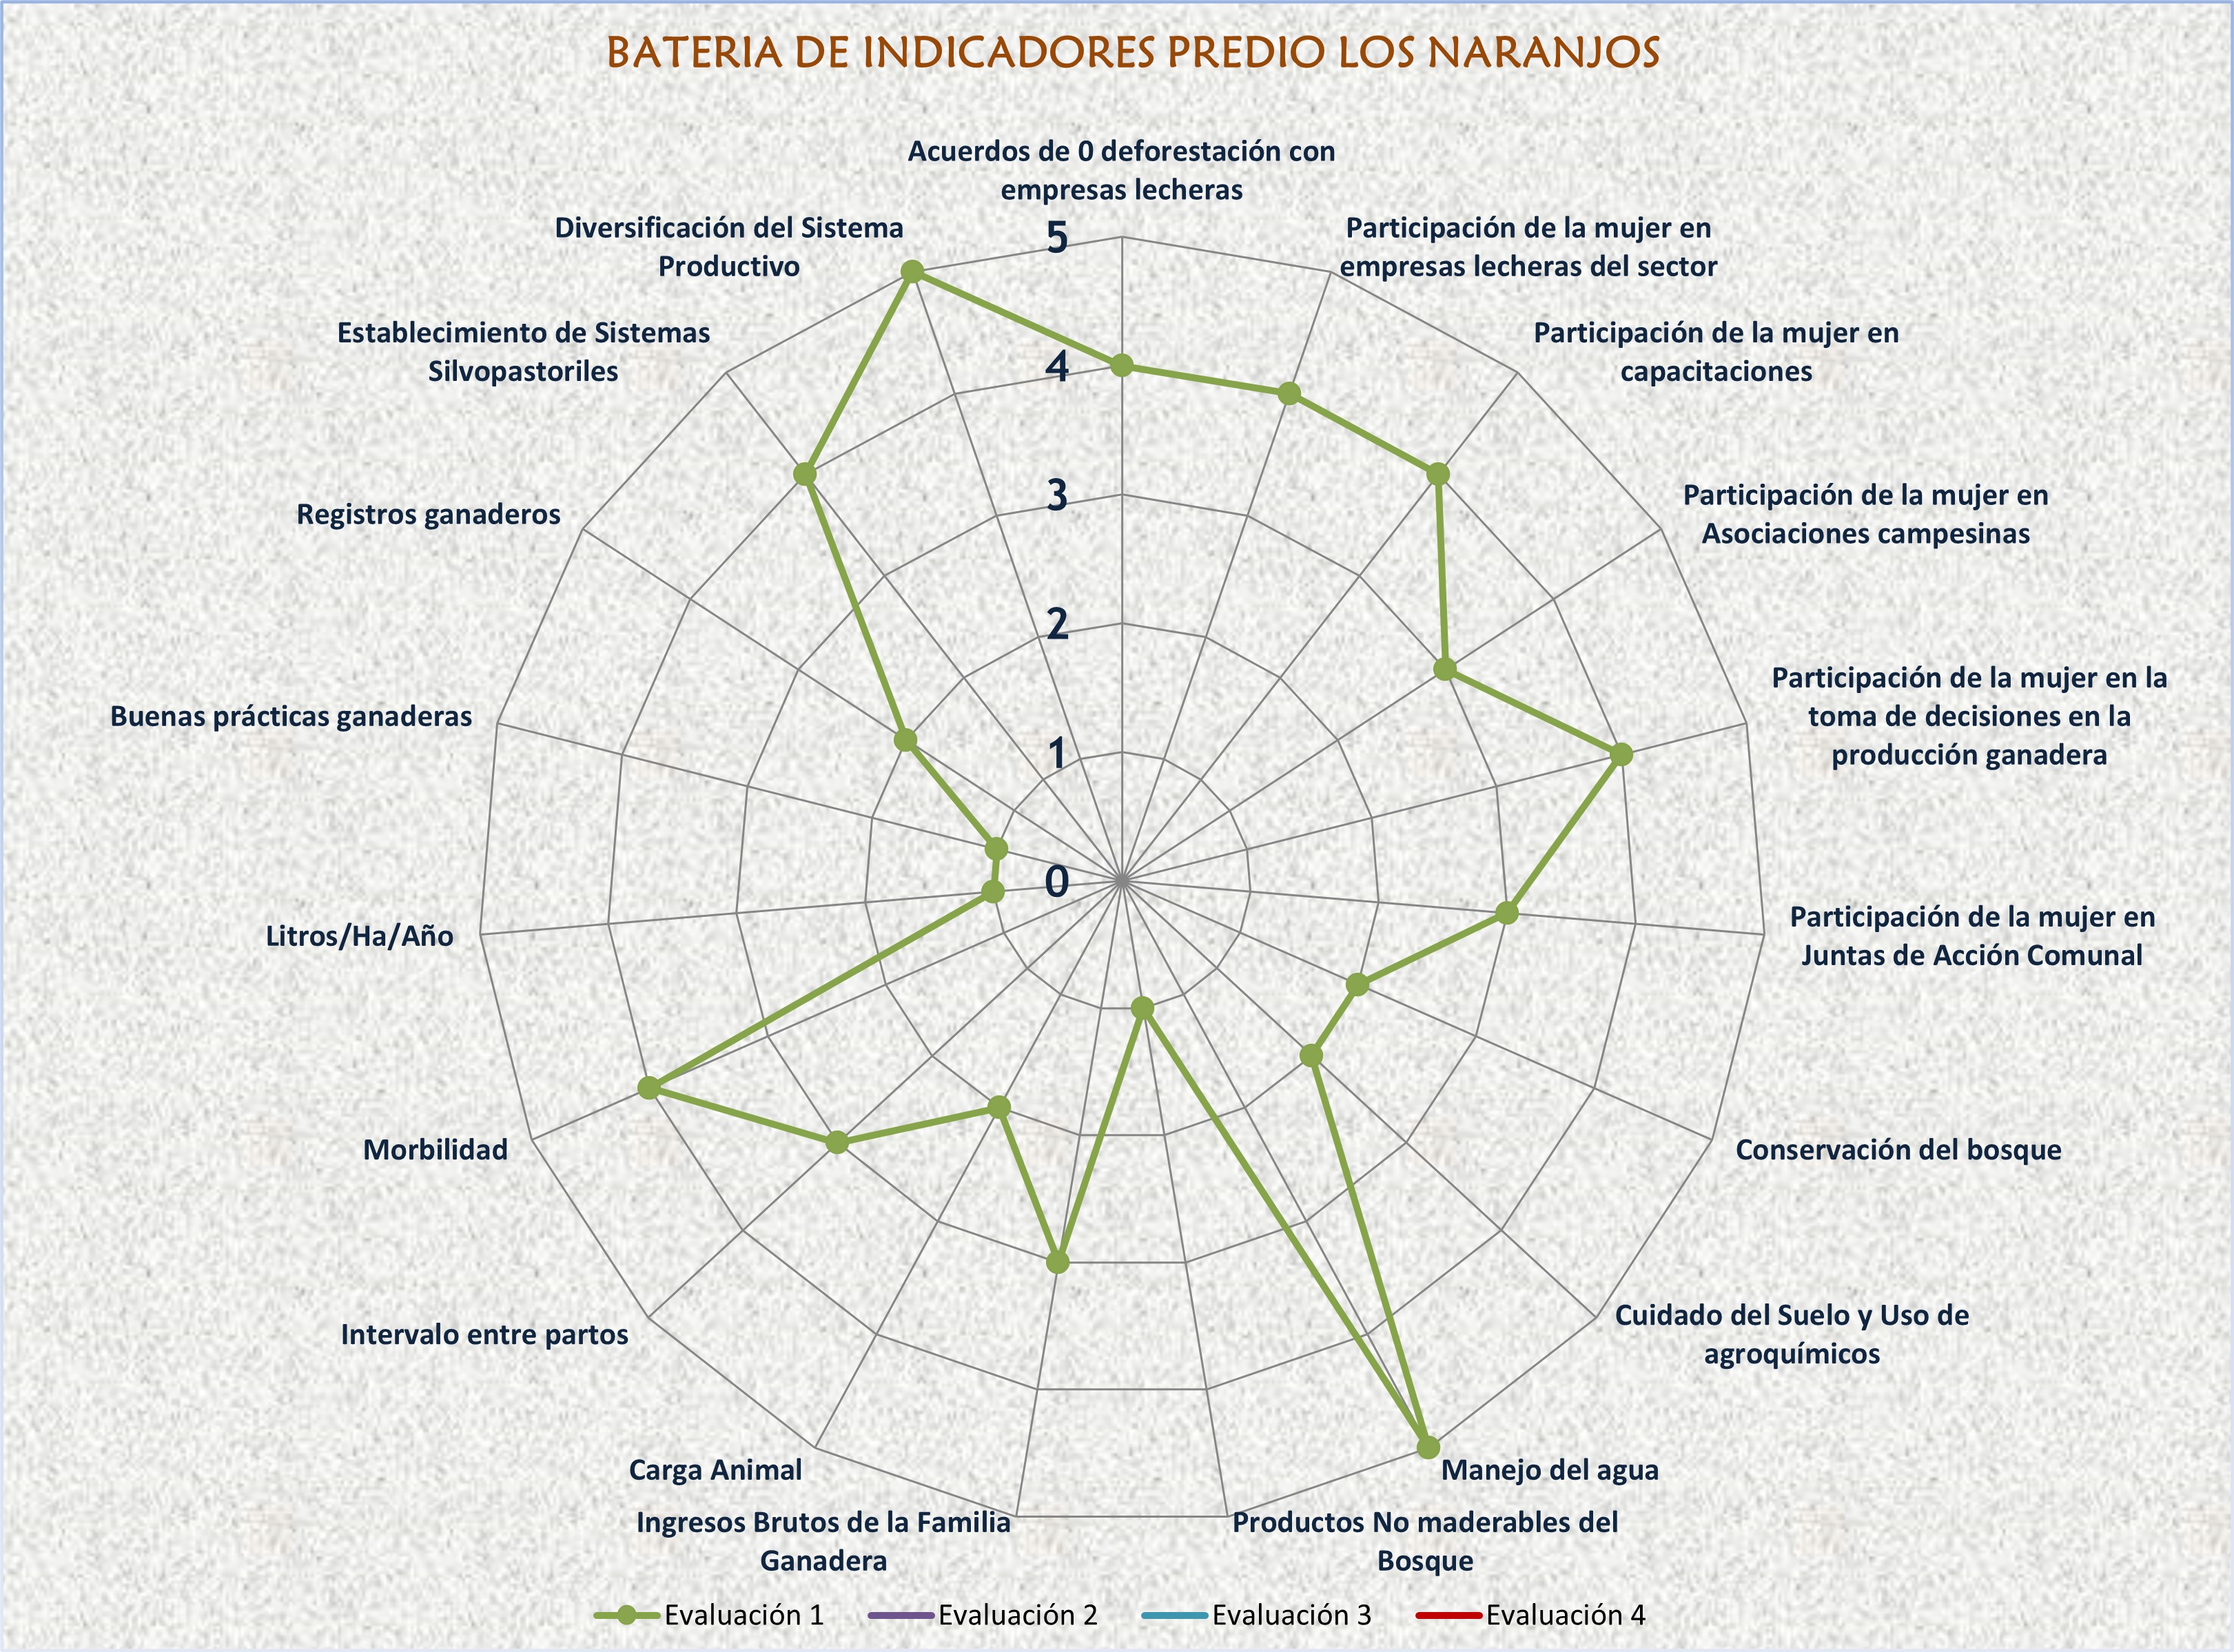 BATERIA DE INDICADORES PREDIO LOS NARANJOS
Acuerdos de 0 deforestación con
empresas lecheras
Participación de la mujer en
empresas lecheras del sector
Participación de la mujer en
capacitaciones
Participación de la mujer en
Asociaciones campesinas
Participación de la mujer en la
toma de decisiones en la
producción ganadera
Participación de la mujer en
Juntas de Acción Comunal
Conservación del bosque
Cuidado del Suelo y Uso de
agroquímicos
Manejo del agua
Productos No maderables del
Bosque
Ingresos Brutos de la Familia
Ganadera
Carga Animal
Intervalo entre partos
Morbilidad
Litros/Ha/Año
Buenas prácticas ganaderas
Registros ganaderos
Establecimiento de Sistemas
Silvopastoriles
Diversificación del Sistema
Productivo
5
4
3
2
1
0
Evaluación 1
Evaluación 2
Evaluación 3
Evaluación 4